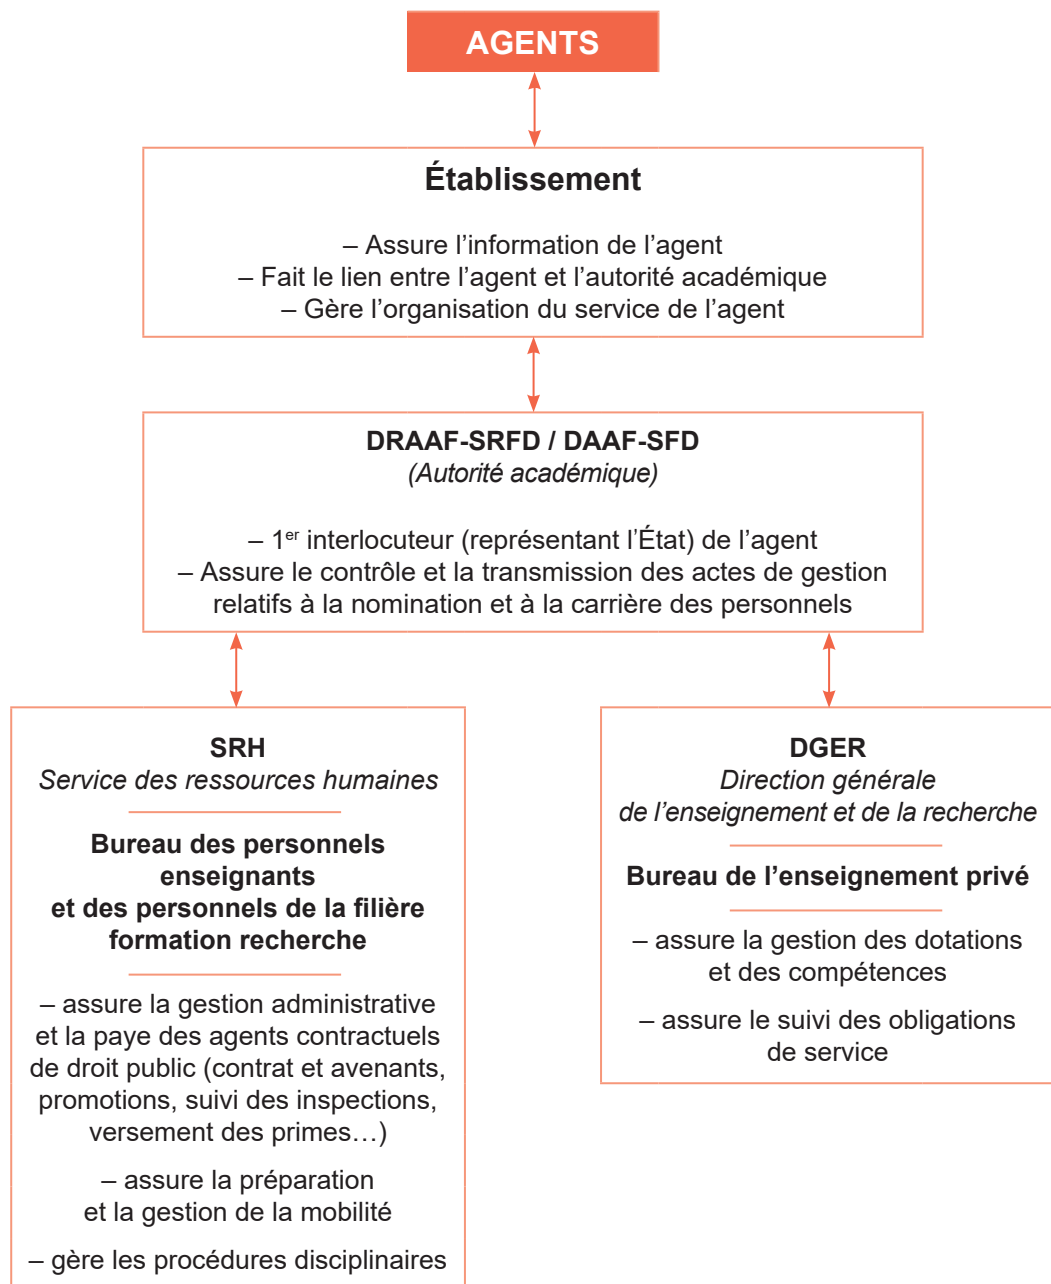 AGENTS
Établissement
– Assure l’information de l’agent
– Fait le lien entre l’agent et l’autorité académique
– Gère l’organisation du service de l’agent
DRAAF-SRFD / DAAF-SFD
(Autorité académique)
– 1er interlocuteur (représentant l’État) de l’agent
– Assure le contrôle et la transmission des actes de gestion
relatifs à la nomination et à la carrière des personnels
SRH
Service des ressources humaines
Bureau des personnels
enseignants
et des personnels de la filière
formation recherche
– assure la gestion administrative
et la paye des agents contractuels
de droit public (contrat et avenants,
promotions, suivi des inspections,
versement des primes…)
– assure la préparation
et la gestion de la mobilité
– gère les procédures disciplinaires
DGER
Direction générale
de l’enseignement et de la recherche
Bureau de l’enseignement privé
– assure la gestion des dotations
et des compétences
– assure le suivi des obligations
de service